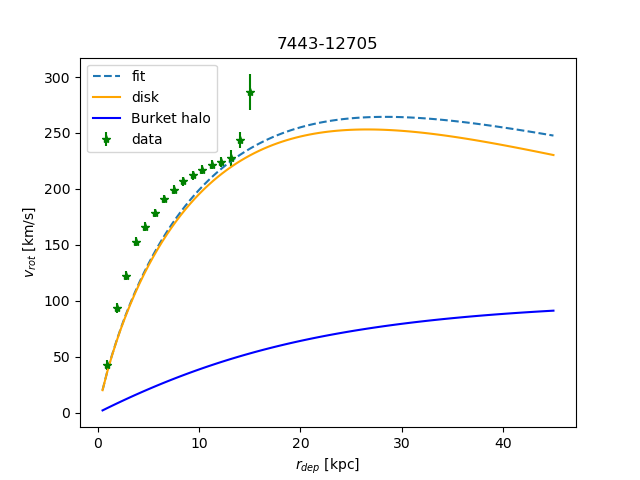 7443-12705
fit
disk
Burket halo
data
300
250
200
150
100
50
0
v_rot [km/s]
0 10 20 30 40
r_dep [kpc]